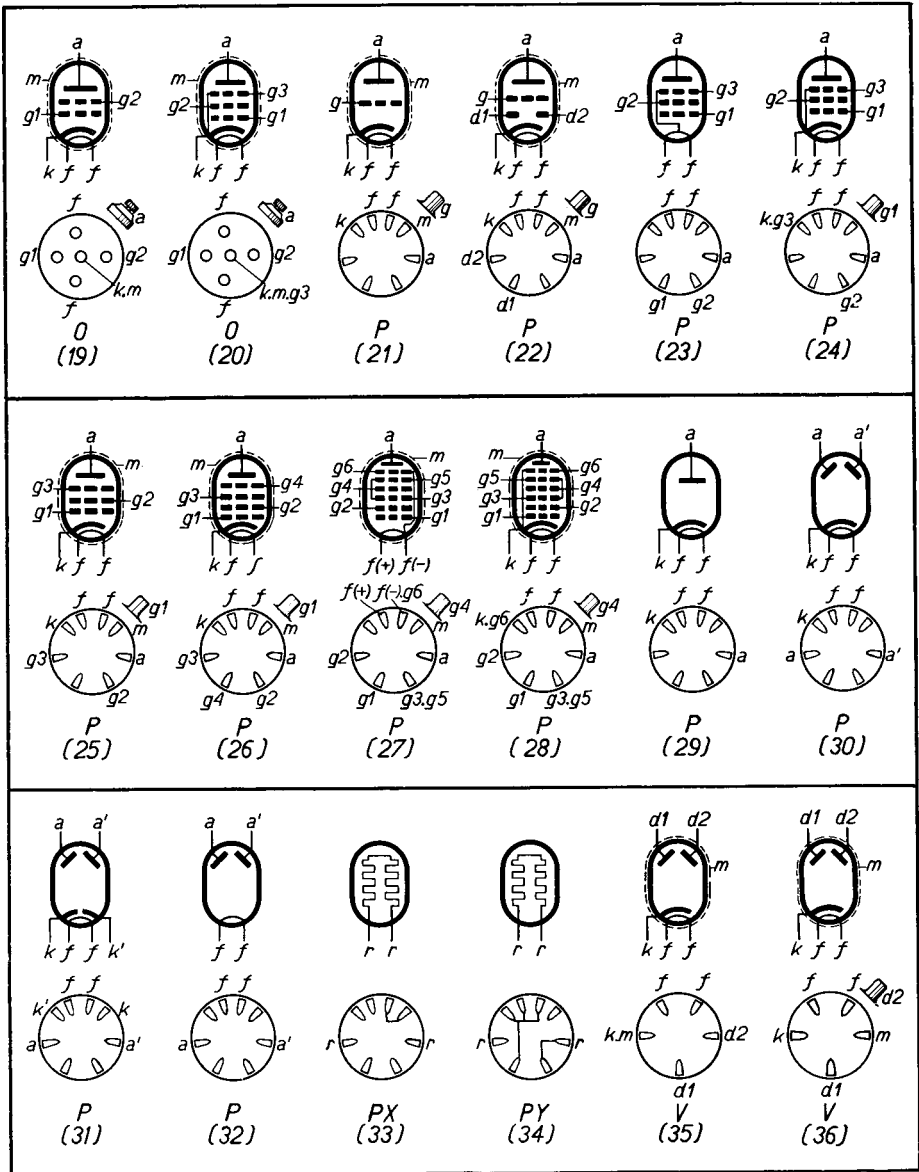 a a a a a a
m m m m g3 g3
g2 g2 g3 g g g2 g2
g1 g1 d1 d2 g1 g1
k f f k f f k f f k f f f f k f f
f f f f f f f f f f
a a g g g1
k m k m k.g3
g1 g2 g1 g2 a d2 a a
k.m k.m.g3 d1 g1 g2 g2
f f
O O P P P P
(19) (20) (21) (22) (23) (24)
a a a a a a a'
m m m m
g3 g4 g6 g5 g5 g6
g2 g3 g4 g3 g3 g4
g1 g1 g2 g2 g1 g1 g2 g2
k f f k f f f(+) f(-) k f f k f f k f f
f f f f f(+) f(-).g6 f f f f f f
g1 g1 g4 g4
k m k m m k.g6 m k k
g3 a g3 a g2 a g2 a a a a'
g2 g4 g2 g1 g3.g5 g1 g3.g5
P P P P P P
(25) (26) (27) (28) (29) (30)
a a' a a' d1 d2 d1 d2
m m
k f f k' f f r r r r k f f k f f
f f f f f f f f
k' k d2
a a' a a' r r r r k.m d2 k m
d1 d1
P P PX PY V V
(31) (32) (33) (34) (35) (36)